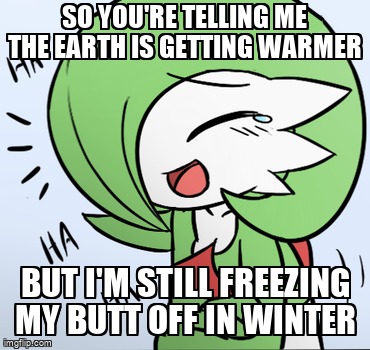 SO YOU'RE TELLING ME
THE EARTH IS GETTING WARMER
HA
HA
BUT I'M STILL FREEZING
MY BUTT OFF IN WINTER
imgflip.com